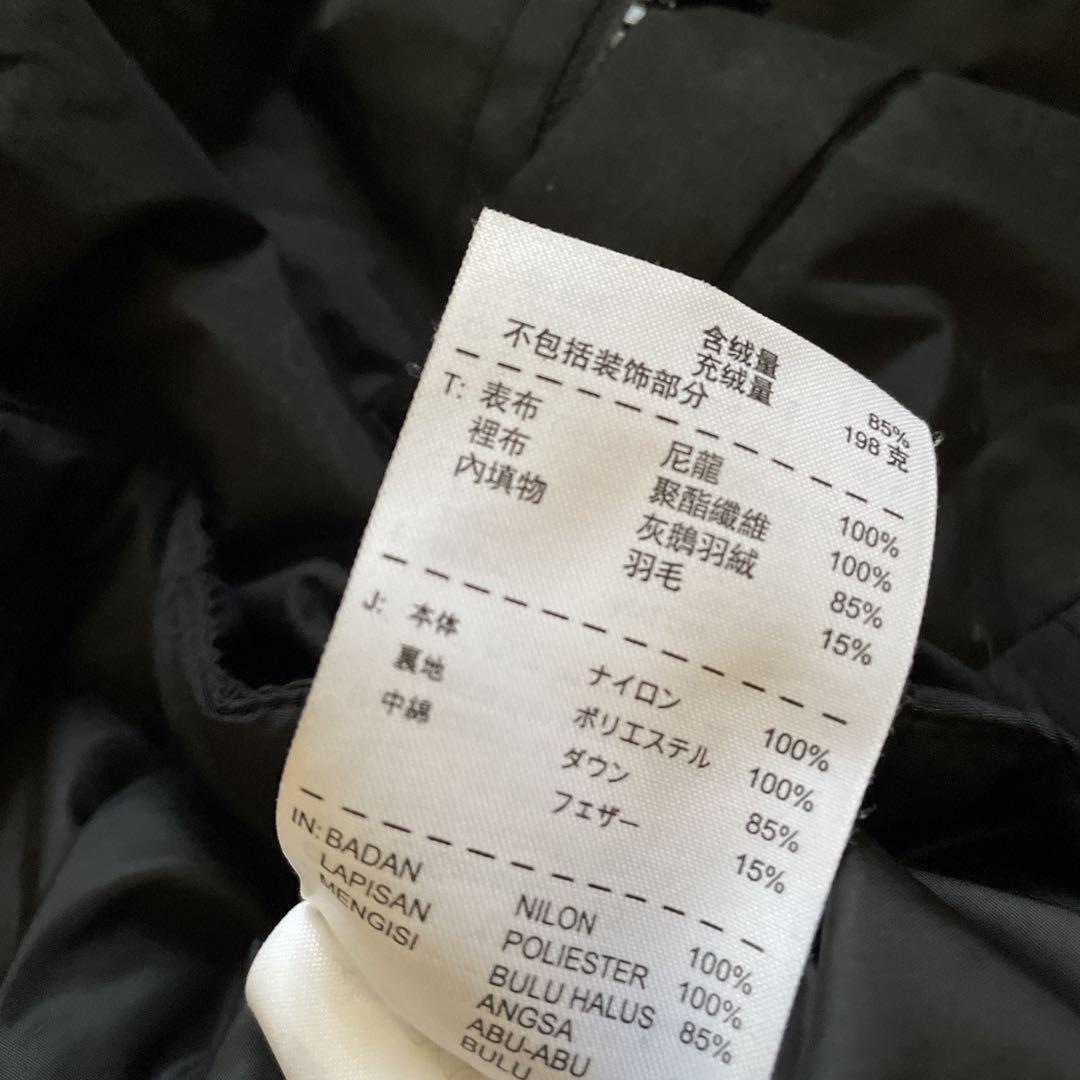 含绒量 85%
充绒量 198 克
不包括装饰部分
T: 表布 尼龍 100%
裡布 聚酯纖維 100%
內填物 灰鵝羽絨 85%
羽毛 15%
J: 本体 ナイロン 100%
裏地 ポリエステル 100%
中綿 ダウン 85%
フェザー 15%
IN: BADAN NILON 100%
LAPISAN POLIESTER 100%
MENGISI BULU HALUS 85%
ANGSA
ABU-ABU
BULU